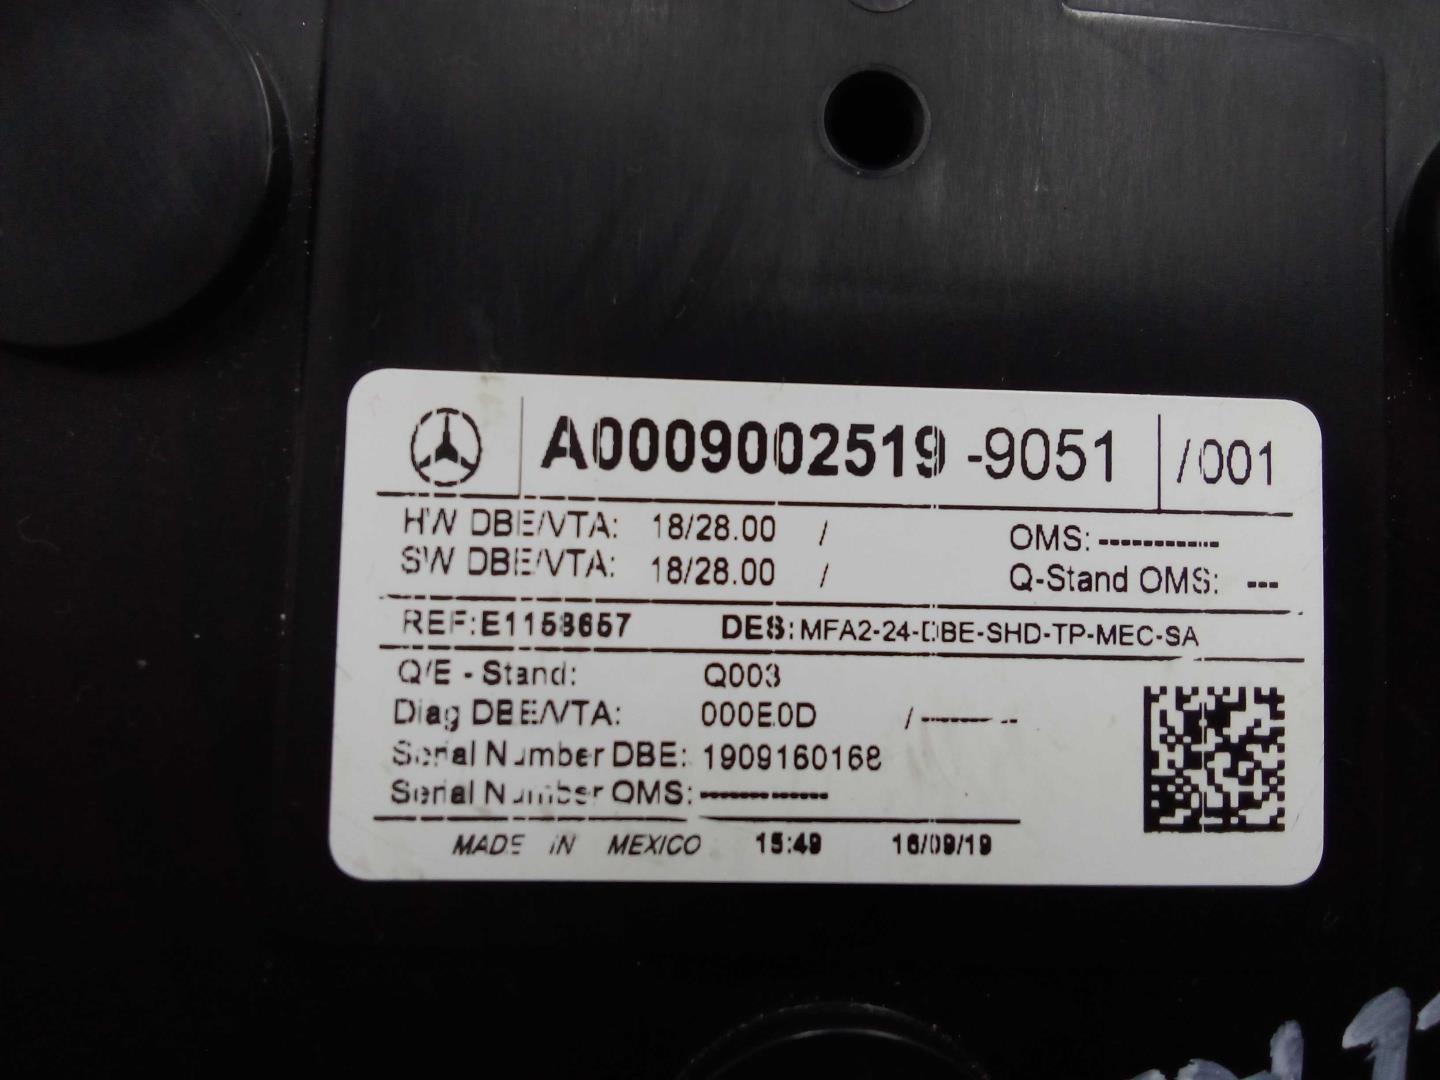 A0009002519 -9051 /001
HW DBE/VTA: 18/28.00 / OMS: -----------
SW DBE/VTA: 18/28.00 / Q-Stand OMS: ---
REF:E1158657 DES:MFA2-24-DBE-SHD-TP-MEC-SA
Q/E - Stand: Q003
Diag DBE/VTA: 000E0D /---------
Serial Number DBE: 1909160168
Serial Number OMS: ------------
MADE IN MEXICO 15:49 16/09/19